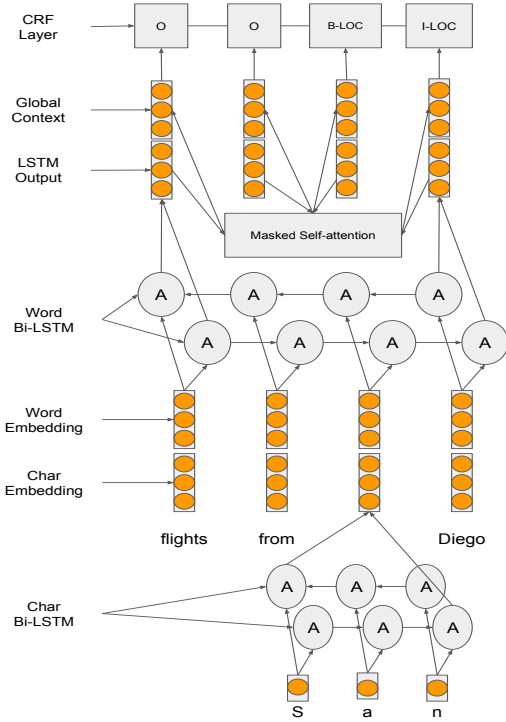 CRF
Layer
O
O
B-LOC
I-LOC
Global
Context
LSTM
Output
Masked Self-attention
A
A
A
A
Word
Bi-LSTM
A
A
A
A
Word
Embedding
Char
Embedding
flights
from
Diego
A
A
A
Char
Bi-LSTM
A
A
A
S
a
n